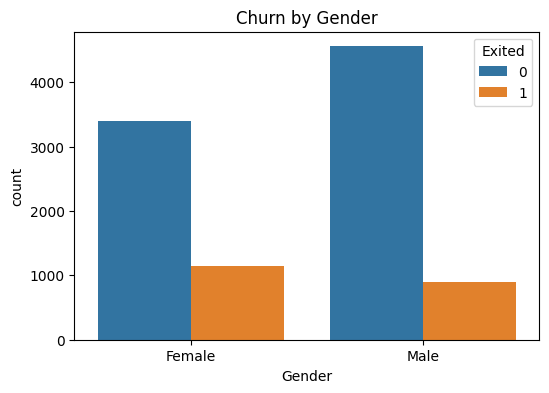 Churn by Gender
Exited
0
1
4000
3000
2000
1000
0
count
Female
Male
Gender